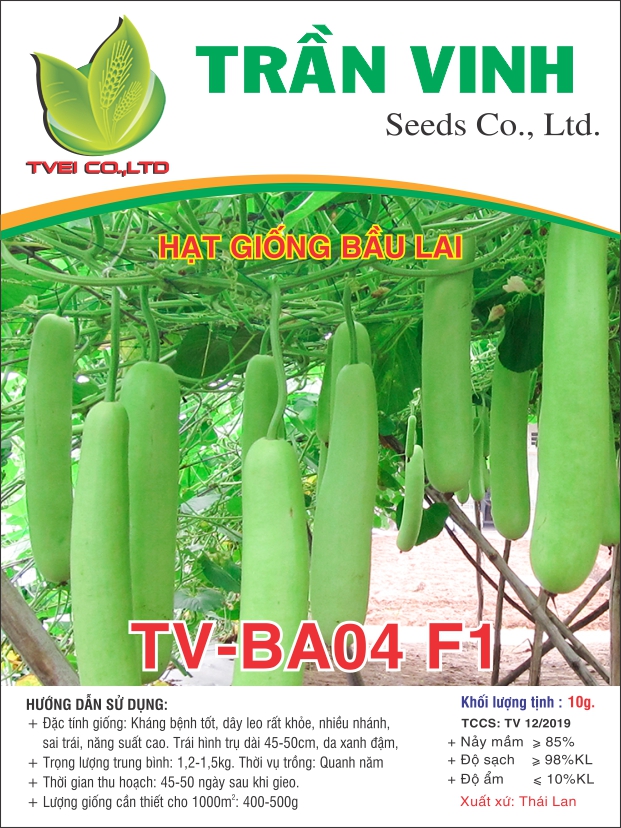 TRẦN VINH
Seeds Co., Ltd.
TVEI CO.,LTD
HẠT GIỐNG BẦU LAI
TV-BA04 F1
HƯỚNG DẪN SỬ DỤNG:
+ Đặc tính giống: Kháng bệnh tốt, dây leo rất khỏe, nhiều nhánh,
sai trái, năng suất cao. Trái hình trụ dài 45-50cm, da xanh đậm,
+ Trọng lượng trung bình: 1,2-1,5kg. Thời vụ trồng: Quanh năm
+ Thời gian thu hoạch: 45-50 ngày sau khi gieo.
+ Lượng giống cần thiết cho 1000m²: 400-500g
Khối lượng tịnh : 10g.
TCCS: TV 12/2019
+ Nảy mầm ⩾ 85%
+ Độ sạch ⩾ 98%KL
+ Độ ẩm ⩽ 10%KL
Xuất xứ: Thái Lan